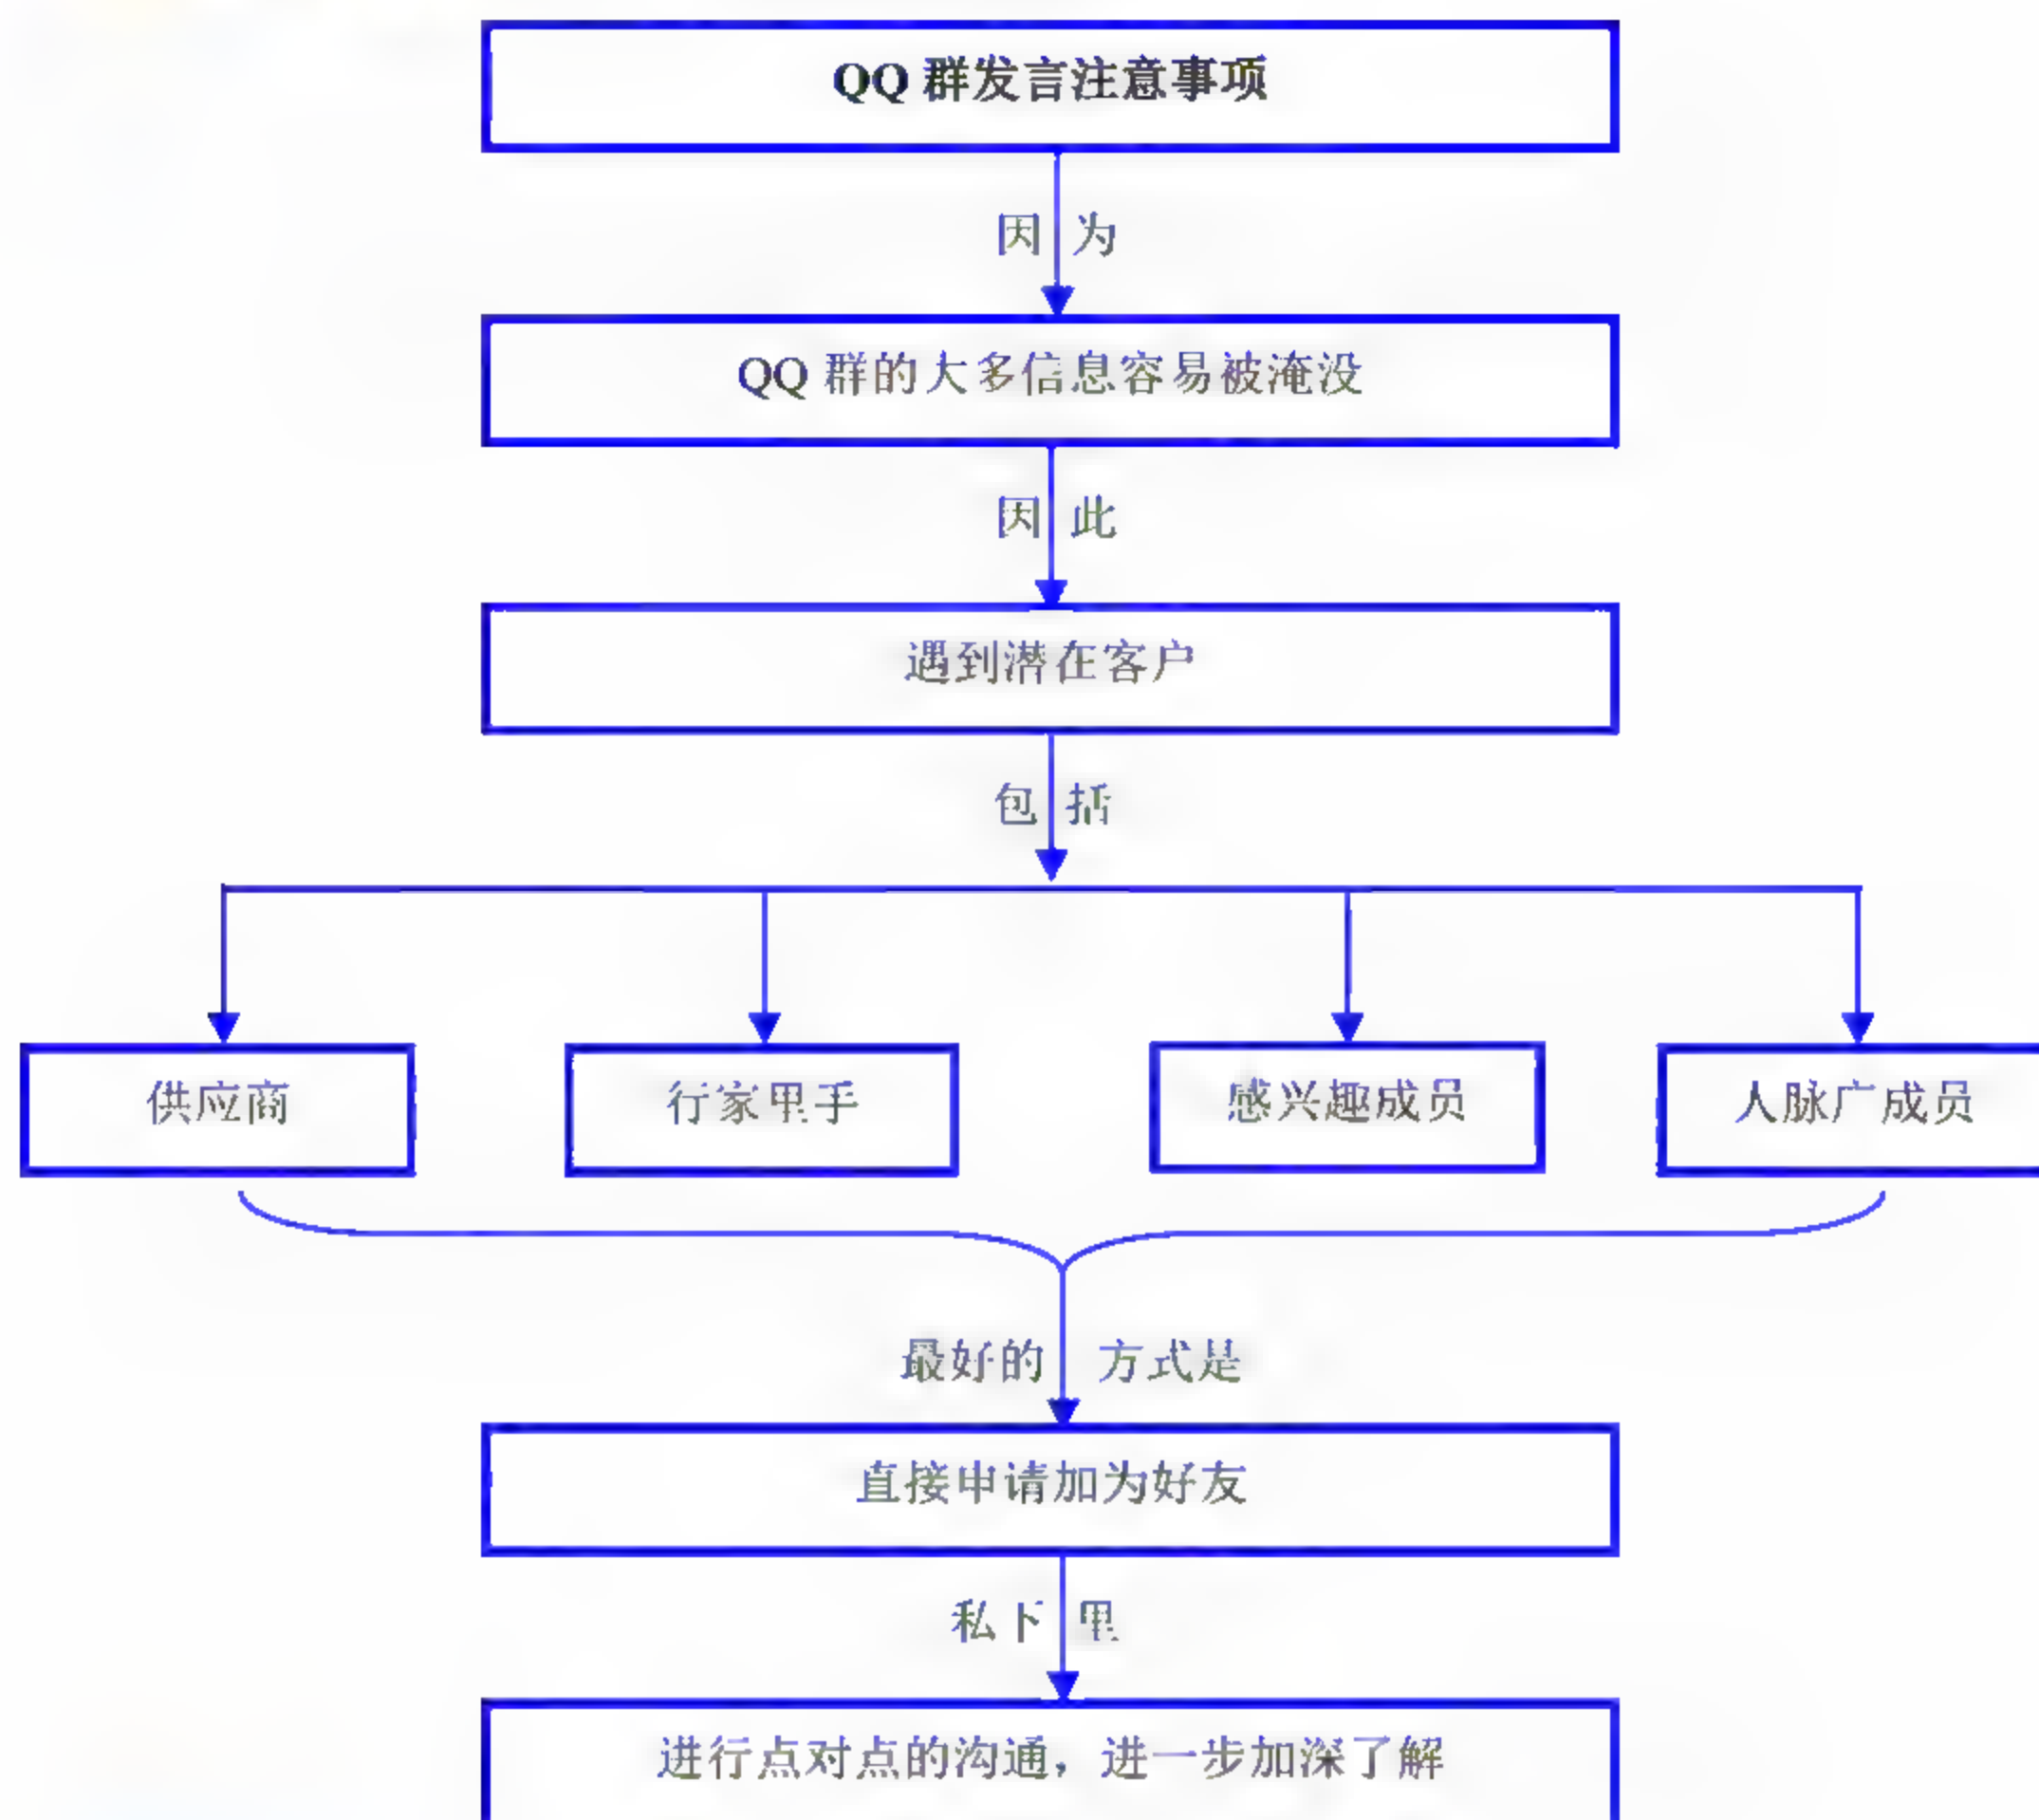 QQ 群发言注意事项
因为
QQ 群的大多信息容易被淹没
因此
遇到潜在客户
包括
供应商
行家里手
感兴趣成员
人脉广成员
最好的方式是
直接申请加为好友
私下里
进行点对点的沟通，进一步加深了解